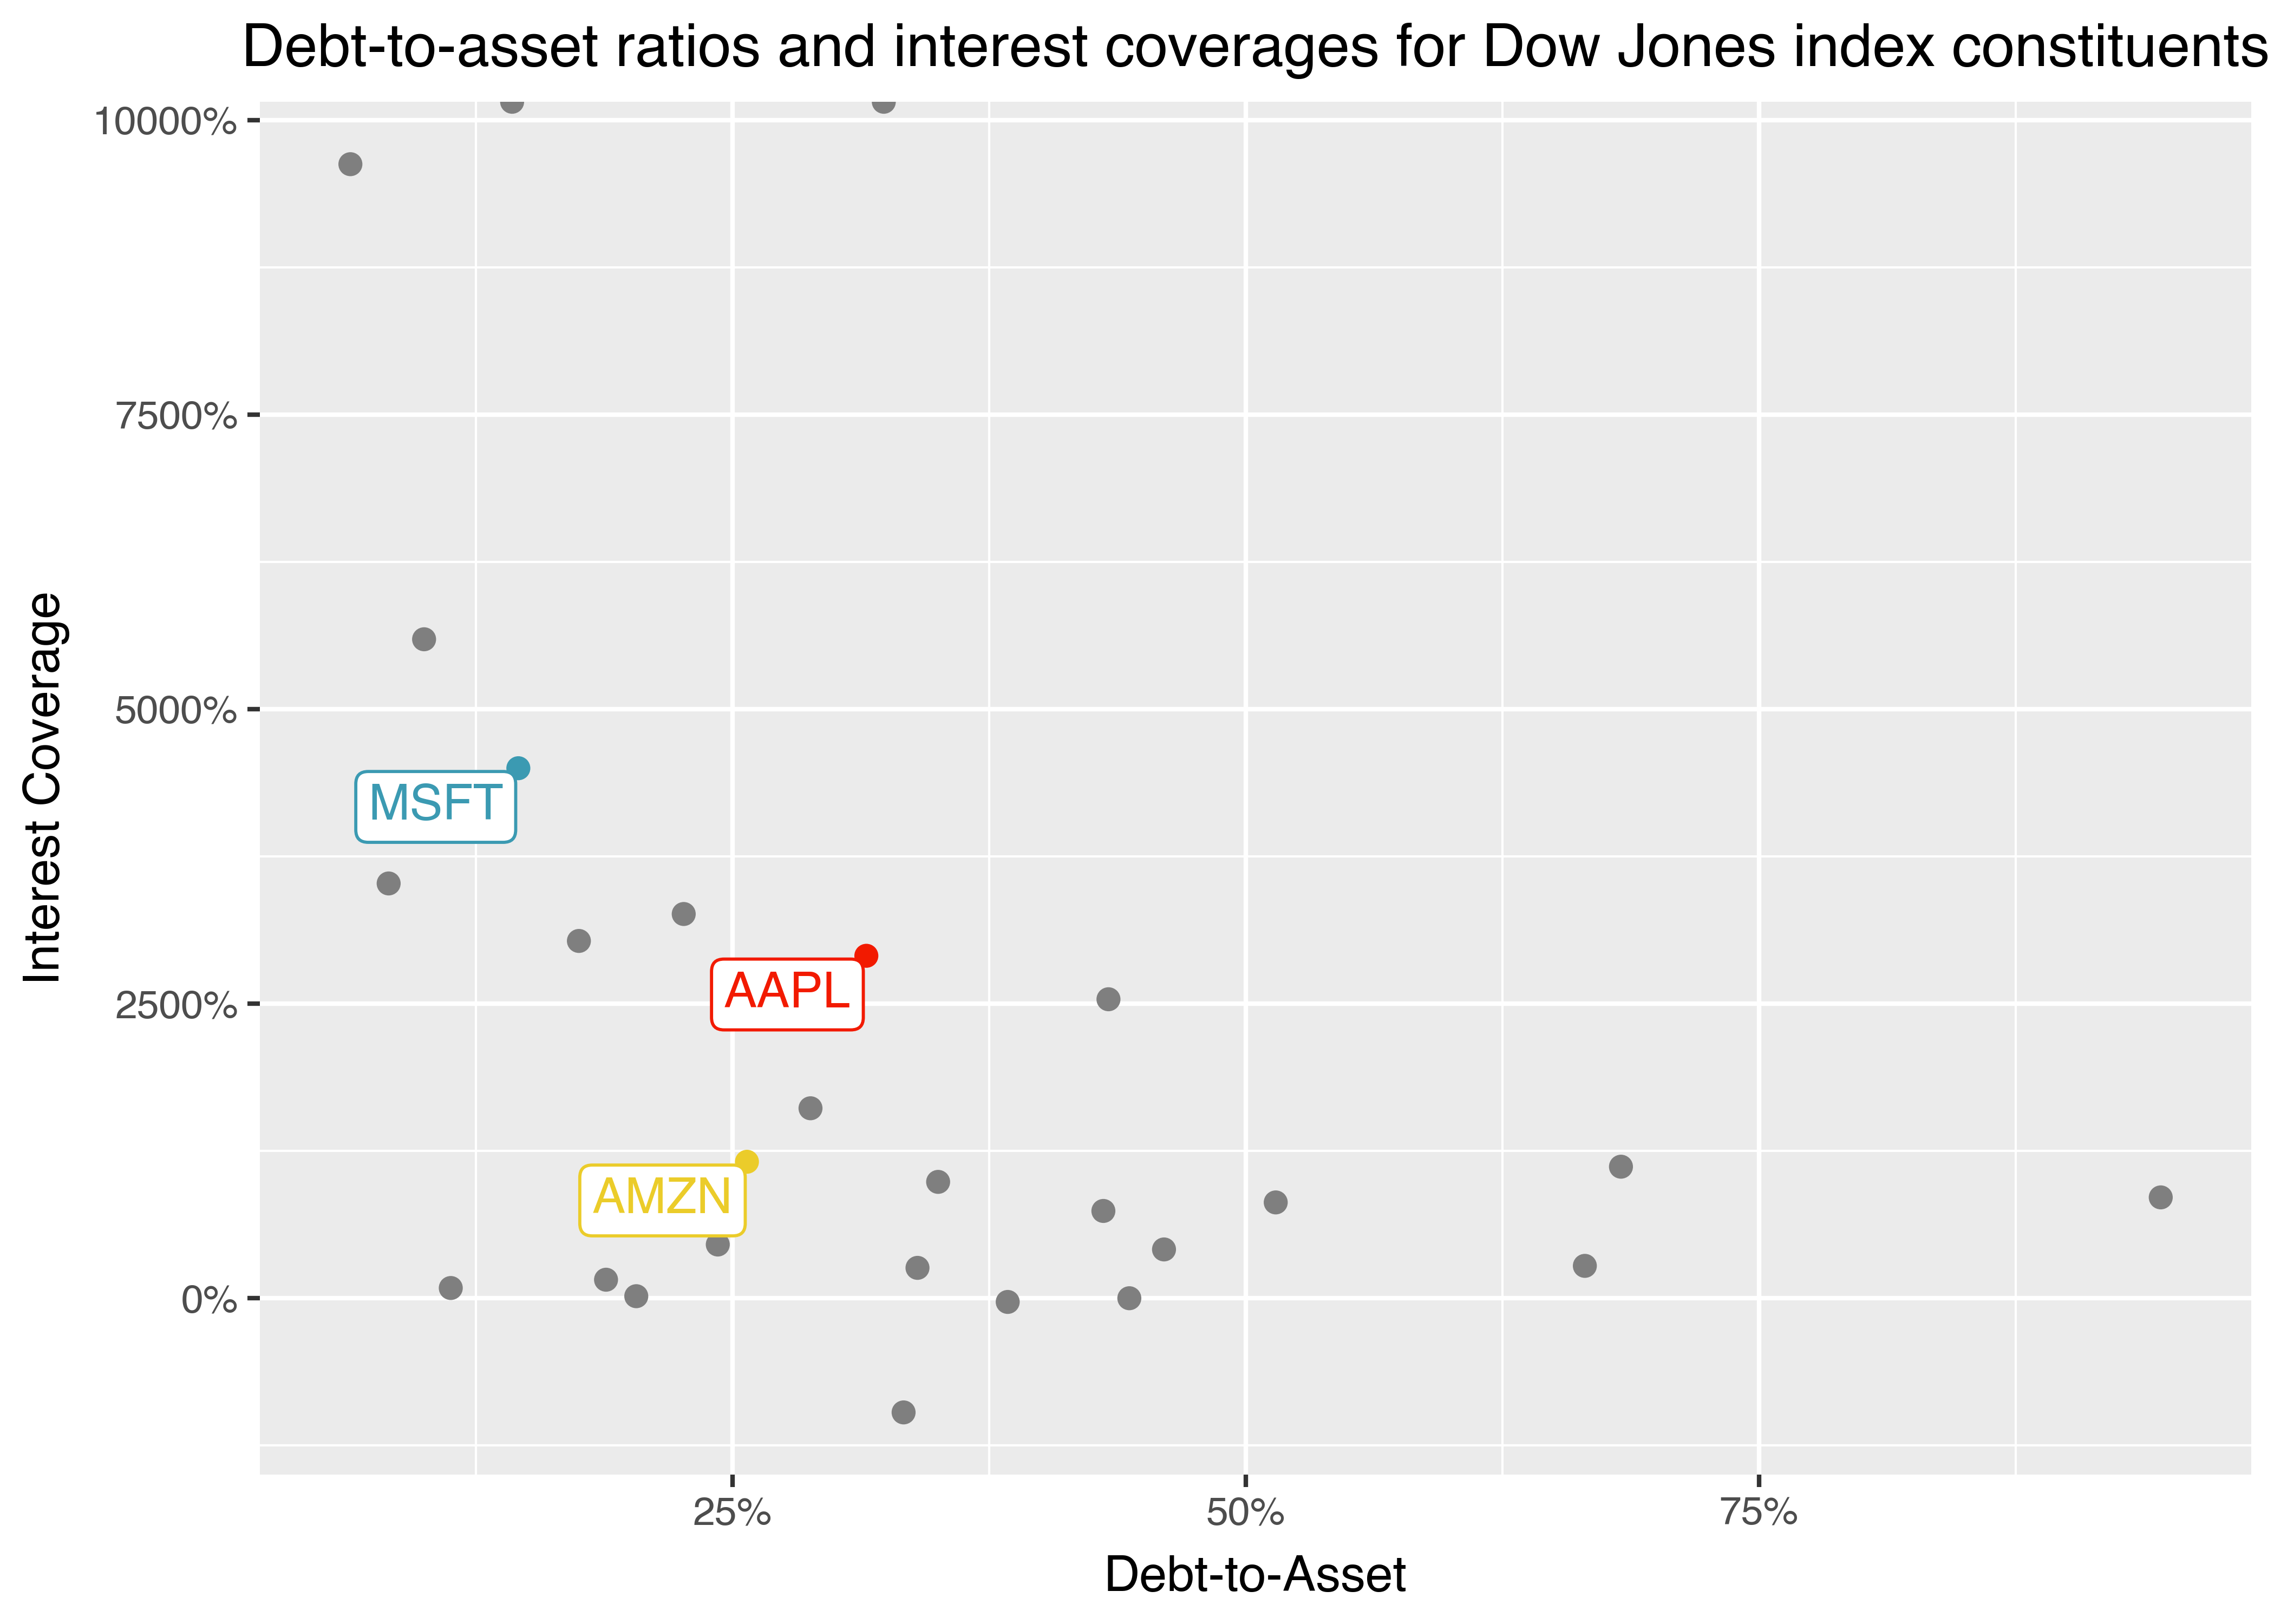 Debt-to-asset ratios and interest coverages for Dow Jones index constituents
10000%
7500%
5000%
2500%
0%
Interest Coverage
MSFT
AAPL
AMZN
25%
50%
75%
Debt-to-Asset